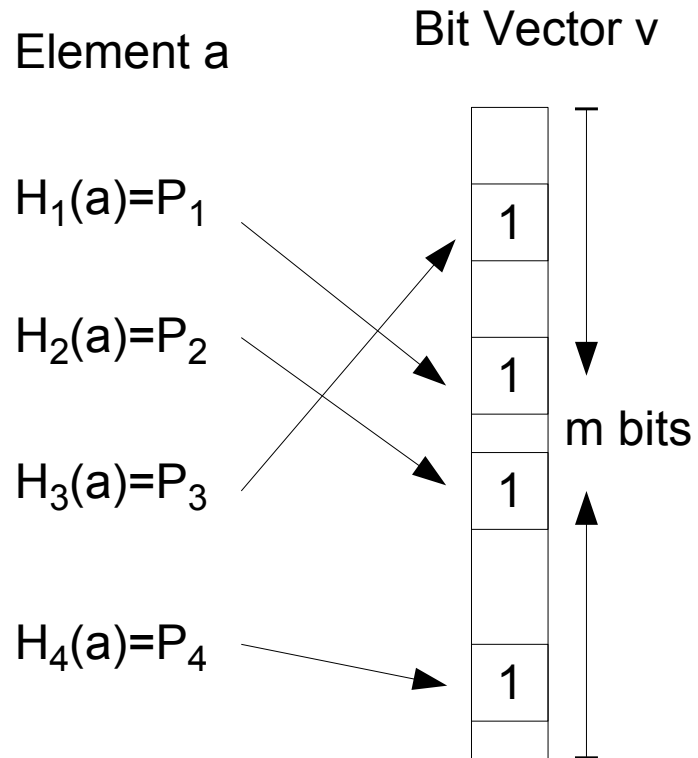 Element a
Bit Vector v
H₁(a)=P₁
H₂(a)=P₂
H₃(a)=P₃
H₄(a)=P₄
1
1
1
1
m bits